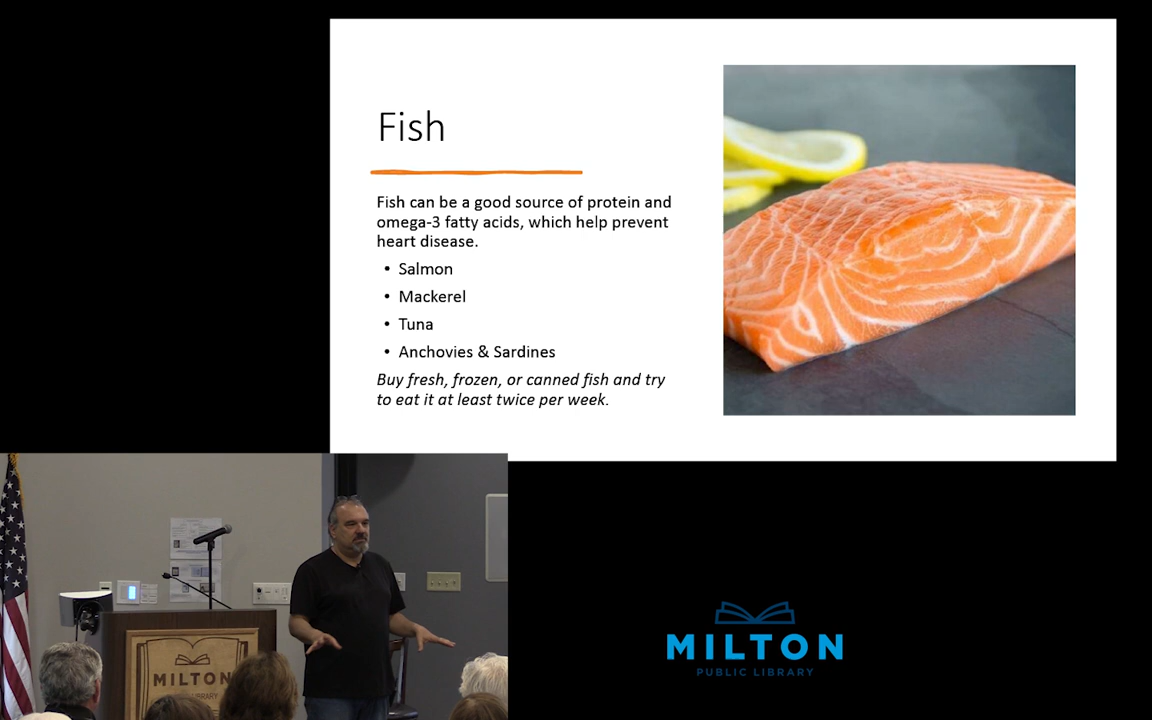 Fish
Fish can be a good source of protein and
omega-3 fatty acids, which help prevent
heart disease.
• Salmon
• Mackerel
• Tuna
• Anchovies & Sardines
Buy fresh, frozen, or canned fish and try
to eat it at least twice per week.
MILTON
LIBRARY
MILTON
PUBLIC LIBRARY